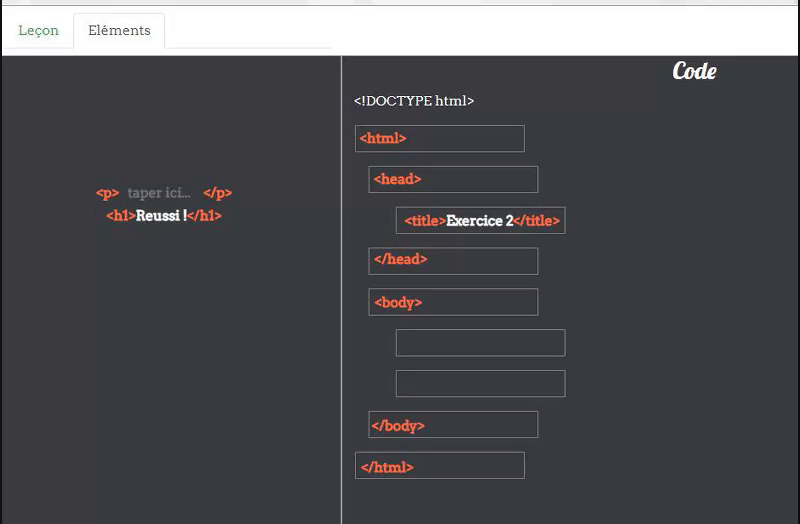 Leçon Eléments
Code
<!DOCTYPE html>
<html>
<head>
<p> taper ici... </p>
<h1>Reussi !</h1>
<title>Exercice 2</title>
</head>
<body>
</body>
</html>